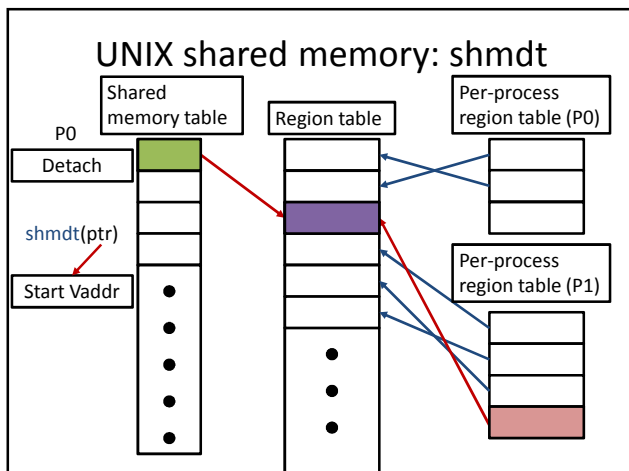 UNIX shared memory: shmdt
Shared
memory table
Region table
Per-process
region table (P0)
P0
Detach
shmdt(ptr)
Start Vaddr
Per-process
region table (P1)